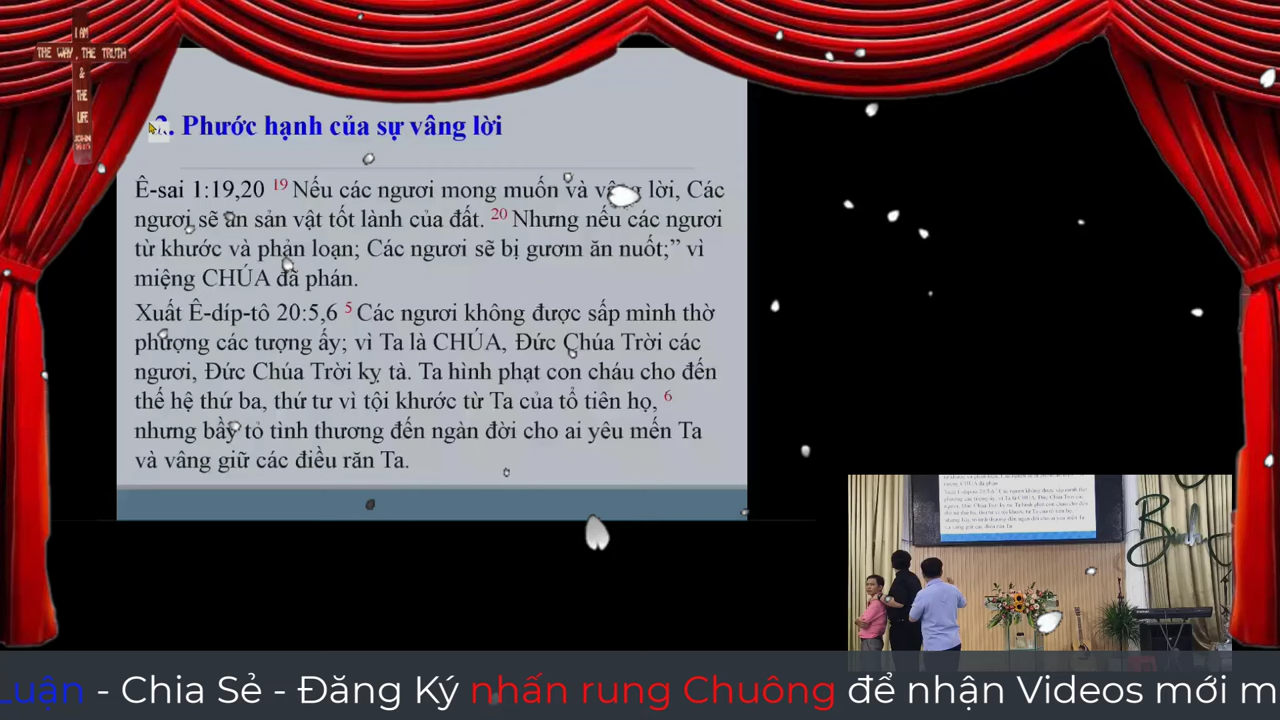 I AM
THE WAY, THE TRUTH
&
THE
LIFE
JOHN
2. Phước hạnh của sự vâng lời
Ê-sai 1:19,20 19 Nếu các ngươi mong muốn và vâng lời, Các
ngươi sẽ ăn sản vật tốt lành của đất. 20 Nhưng nếu các ngươi
từ khước và phản loạn; Các ngươi sẽ bị gươm ăn nuốt;” vì
miệng CHÚA đã phán.
Xuất Ê-díp-tô 20:5,6 5 Các ngươi không được sấp mình thờ
phượng các tượng ấy; vì Ta là CHÚA, Đức Chúa Trời các
ngươi, Đức Chúa Trời kỵ tà. Ta hình phạt con cháu cho đến
thế hệ thứ ba, thứ tư vì tội khước từ Ta của tổ tiên họ, 6
nhưng bầy tỏ tình thương đến ngàn đời cho ai yêu mến Ta
và vâng giữ các điều răn Ta.
Luận - Chia Sẻ - Đăng Ký nhấn rung Chuông để nhận Videos mới m